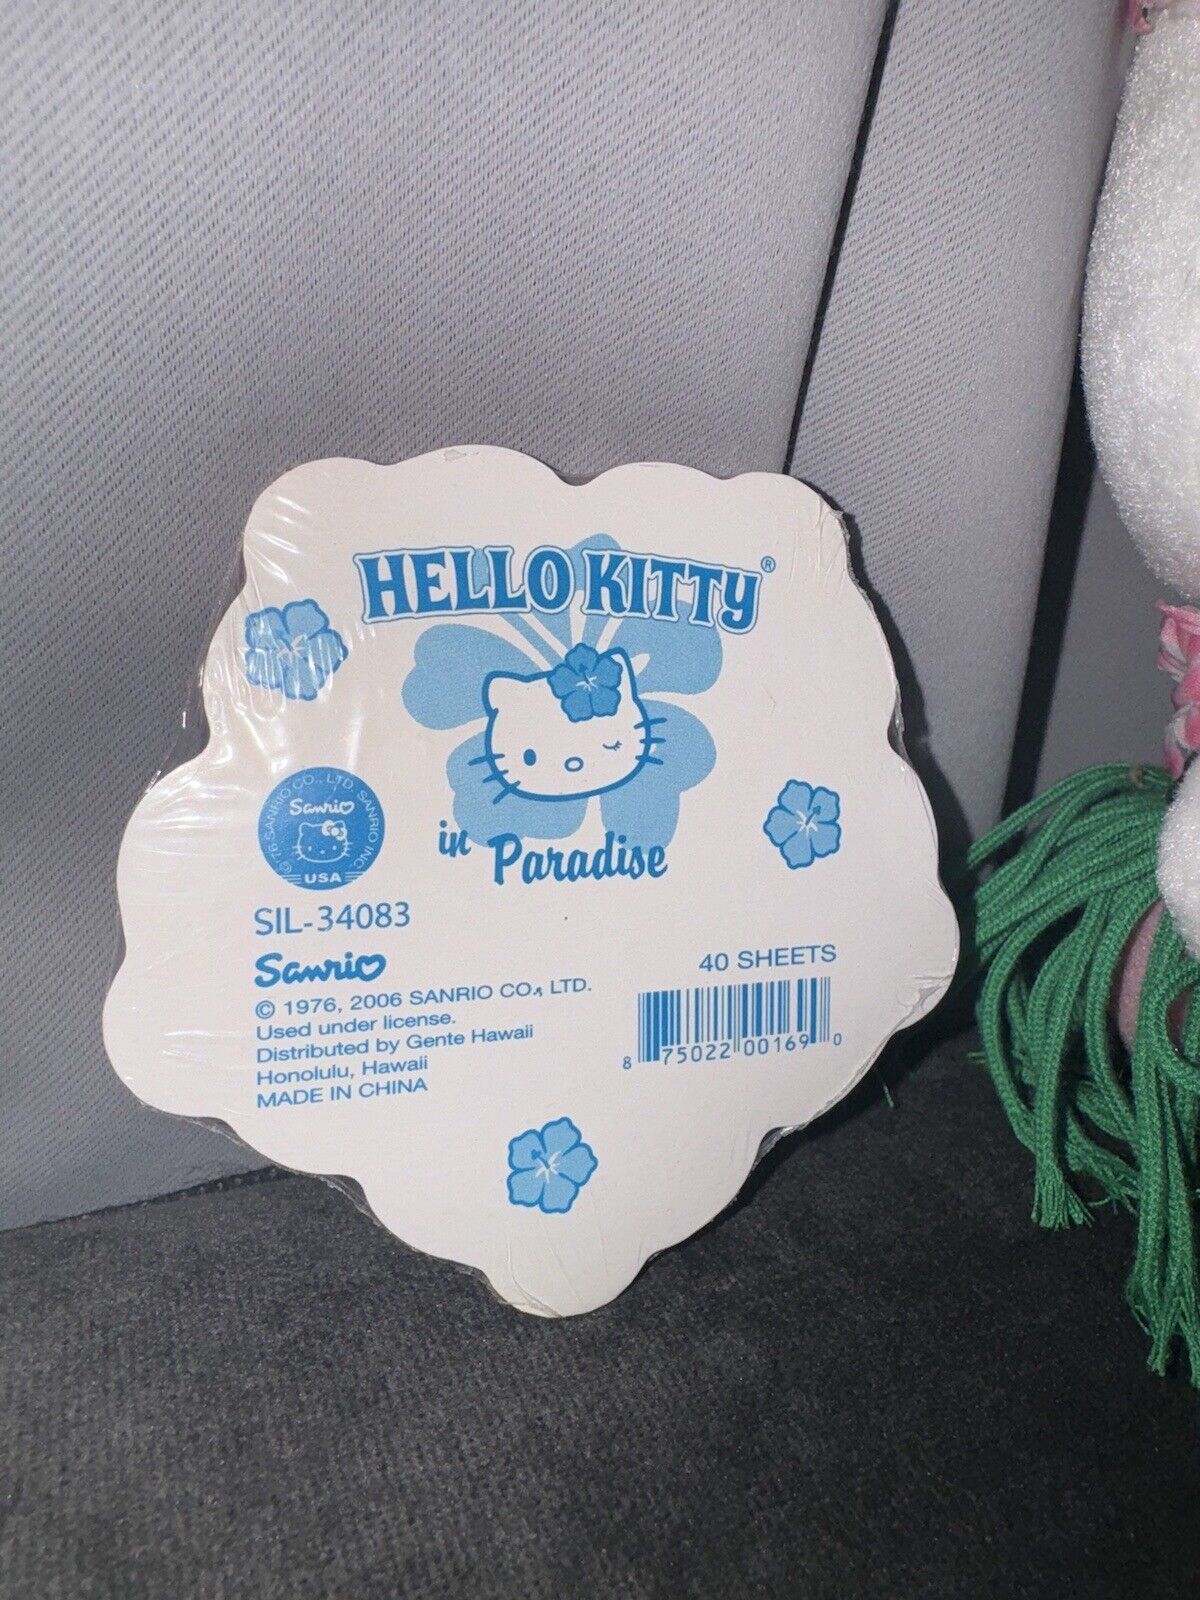 HELLO KITTY®
in Paradise
©'76 SANRIO CO., LTD. SANRIO INC.
Sanrio
USA
SIL-34083
Sanrio
© 1976, 2006 SANRIO CO., LTD.
Used under license.
Distributed by Gente Hawaii
Honolulu, Hawaii
MADE IN CHINA
40 SHEETS
8 75022 00169 0